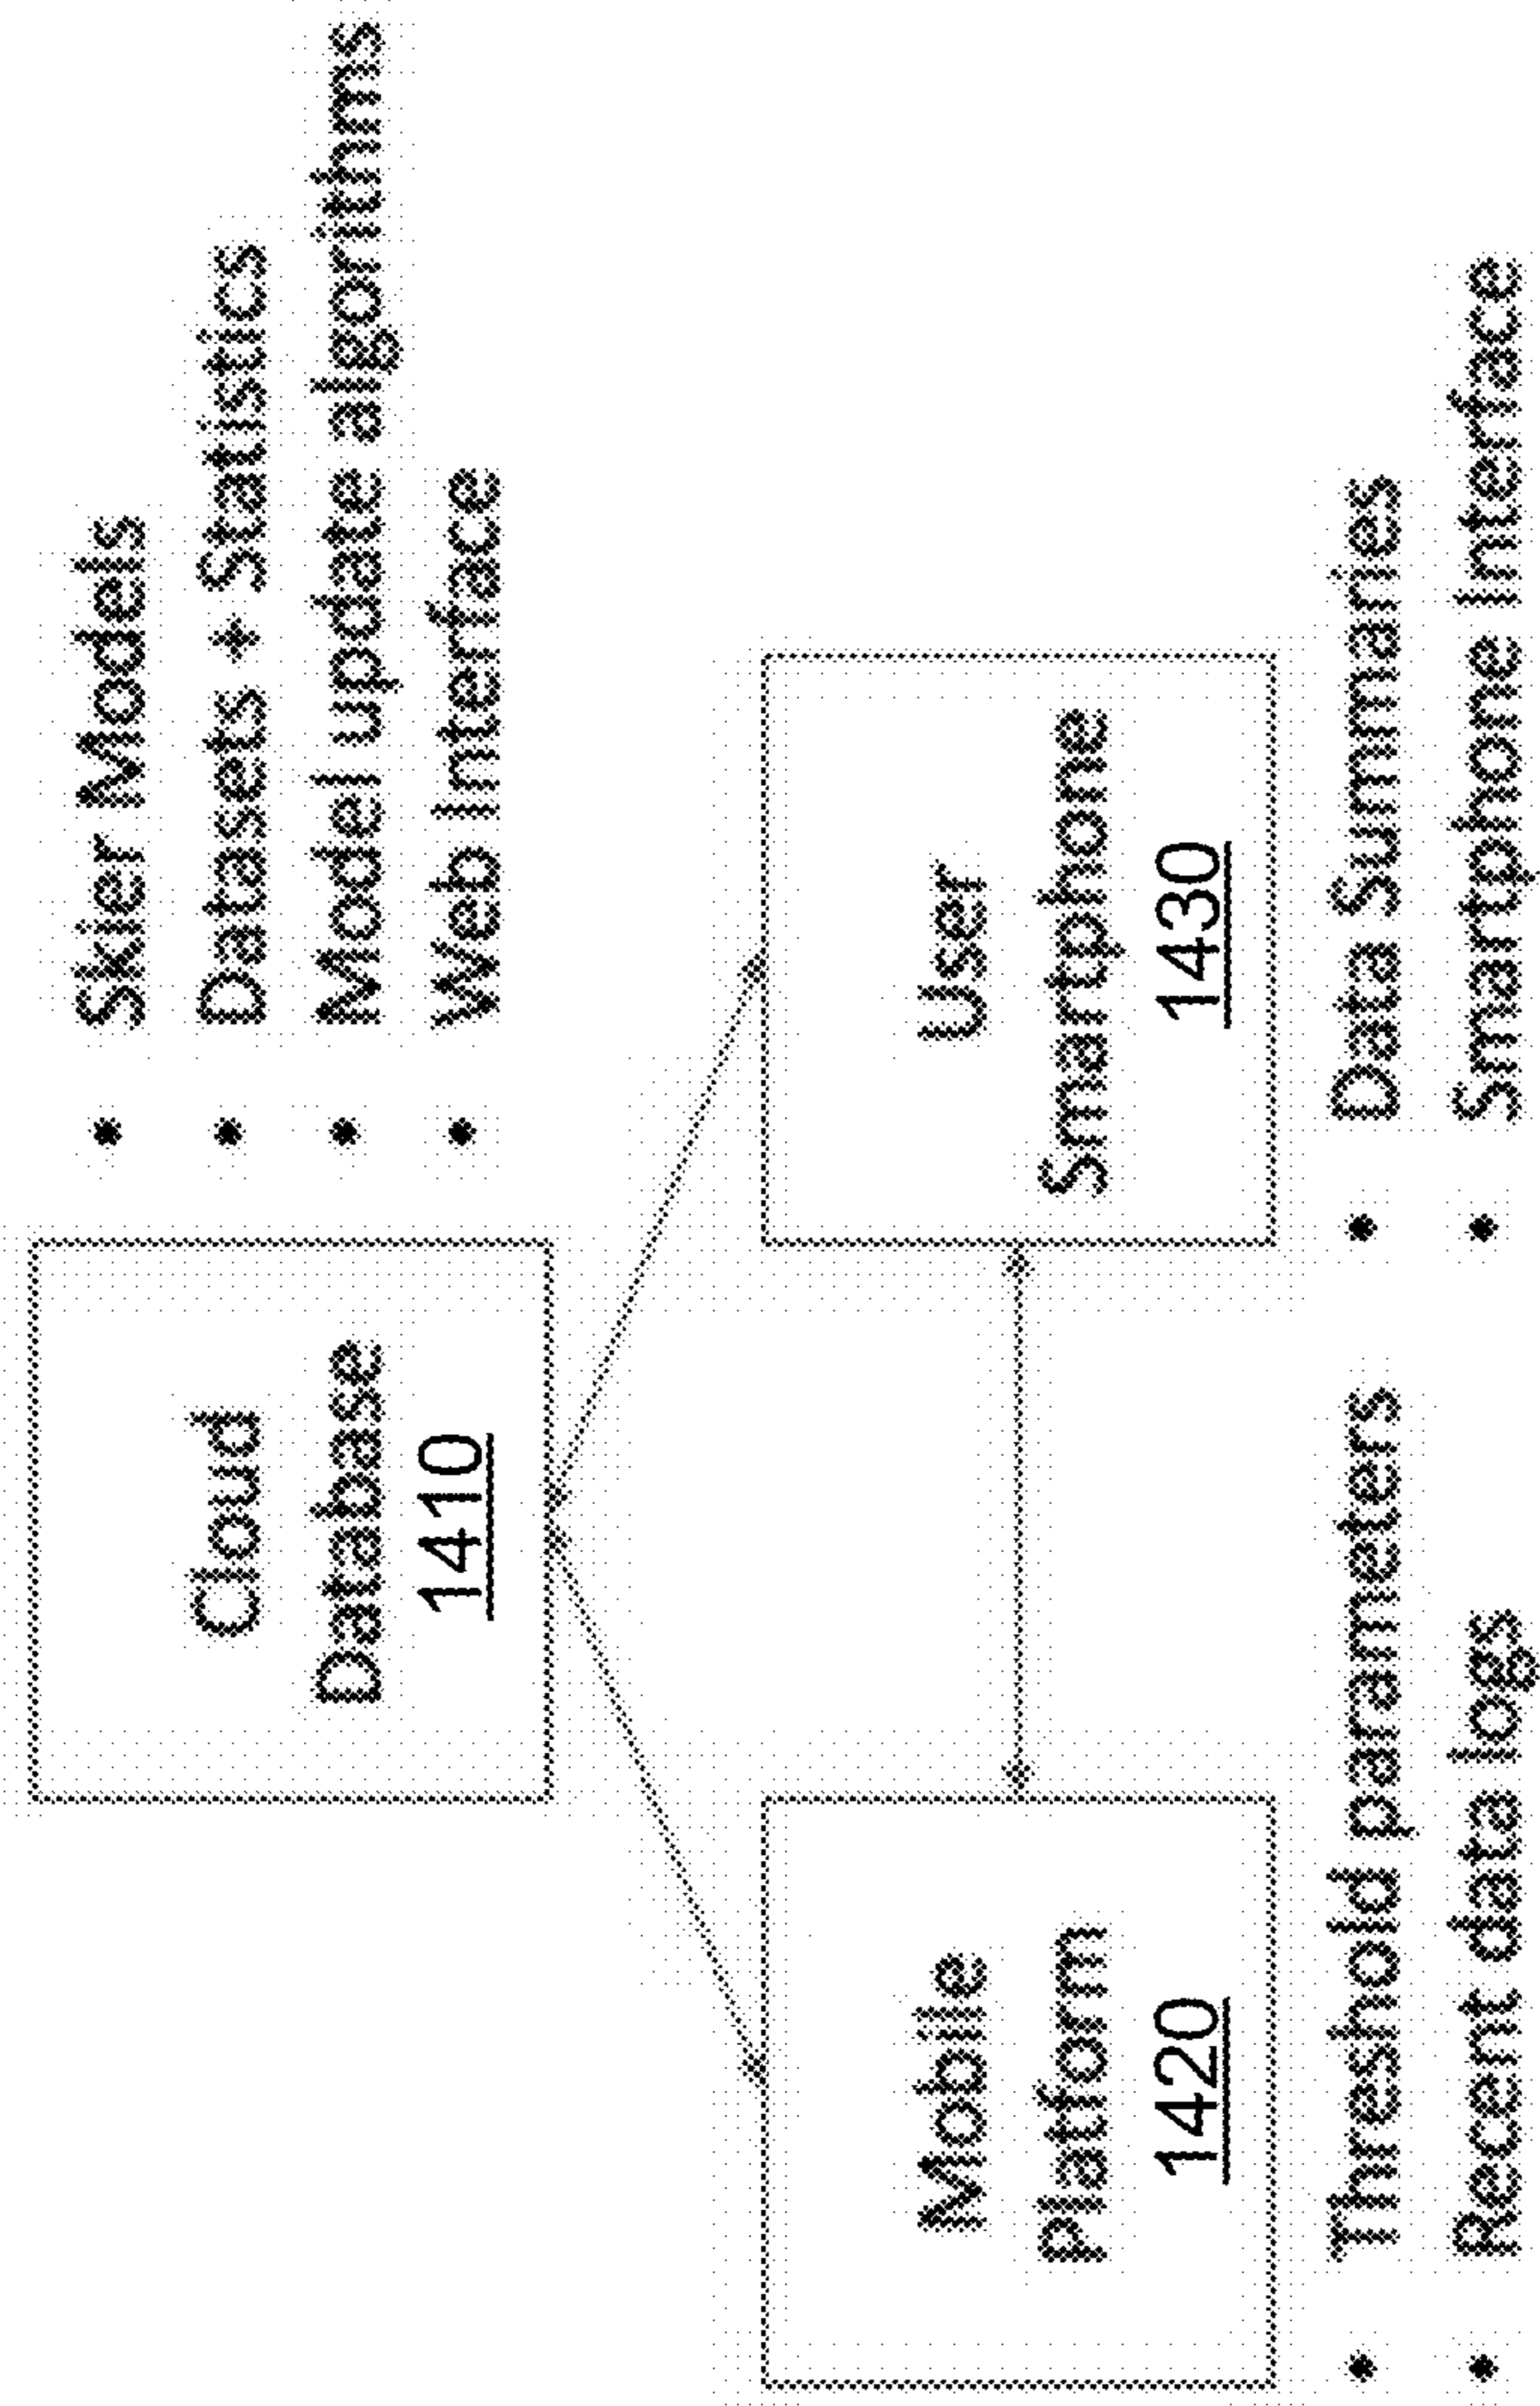 Cloud
Database
1410
• Skier Models
• Datasets + Statistics
• Model update algorithms
• Web Interface
Mobile
Platform
1420
• Threshold parameters
• Recent data logs
User
Smartphone
1430
• Data Summaries
• Smartphone Interface